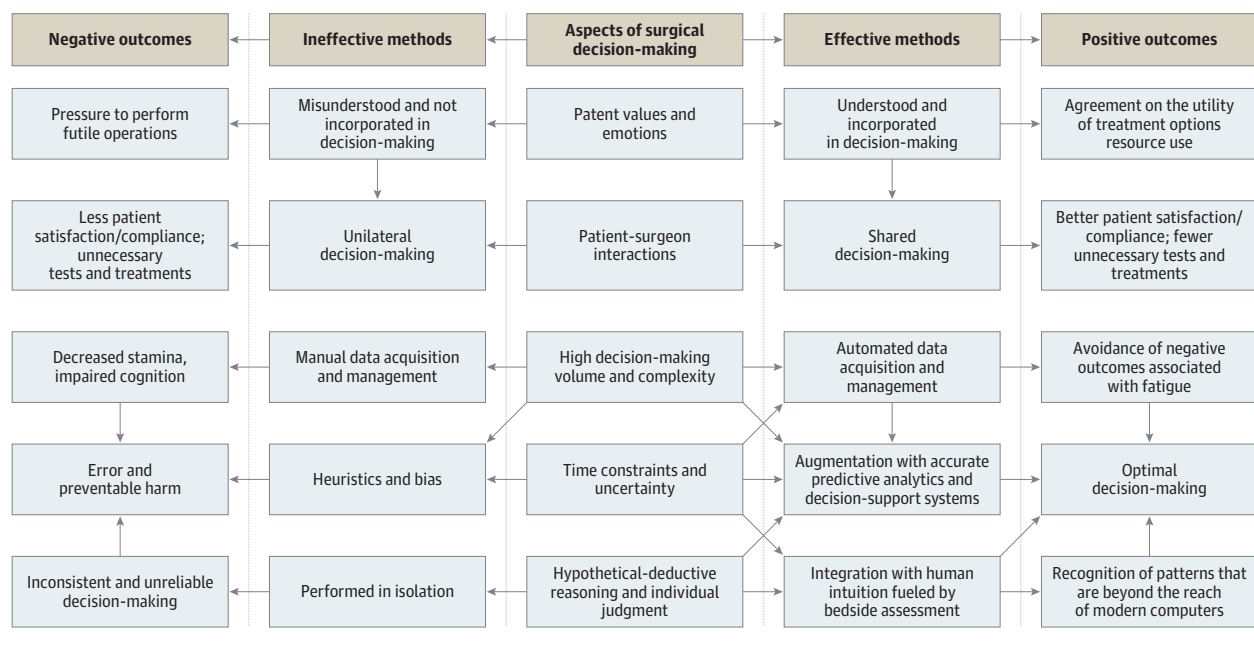 Negative outcomes
Ineffective methods
Aspects of surgical
decision-making
Effective methods
Positive outcomes
Pressure to perform
futile operations
Misunderstood and not
incorporated in
decision-making
Patent values and
emotions
Understood and
incorporated
in decision-making
Agreement on the utility
of treatment options
resource use
Less patient
satisfaction/compliance;
unnecessary
tests and treatments
Unilateral
decision-making
Patient-surgeon
interactions
Shared
decision-making
Better patient satisfaction/
compliance; fewer
unnecessary tests and
treatments
Decreased stamina,
impaired cognition
Manual data acquisition
and management
High decision-making
volume and complexity
Automated data
acquisition and
management
Avoidance of negative
outcomes associated
with fatigue
Error and
preventable harm
Heuristics and bias
Time constraints and
uncertainty
Augmentation with accurate
predictive analytics and
decision-support systems
Optimal
decision-making
Inconsistent and unreliable
decision-making
Performed in isolation
Hypothetical-deductive
reasoning and individual
judgment
Integration with human
intuition fueled by
bedside assessment
Recognition of patterns that
are beyond the reach
of modern computers